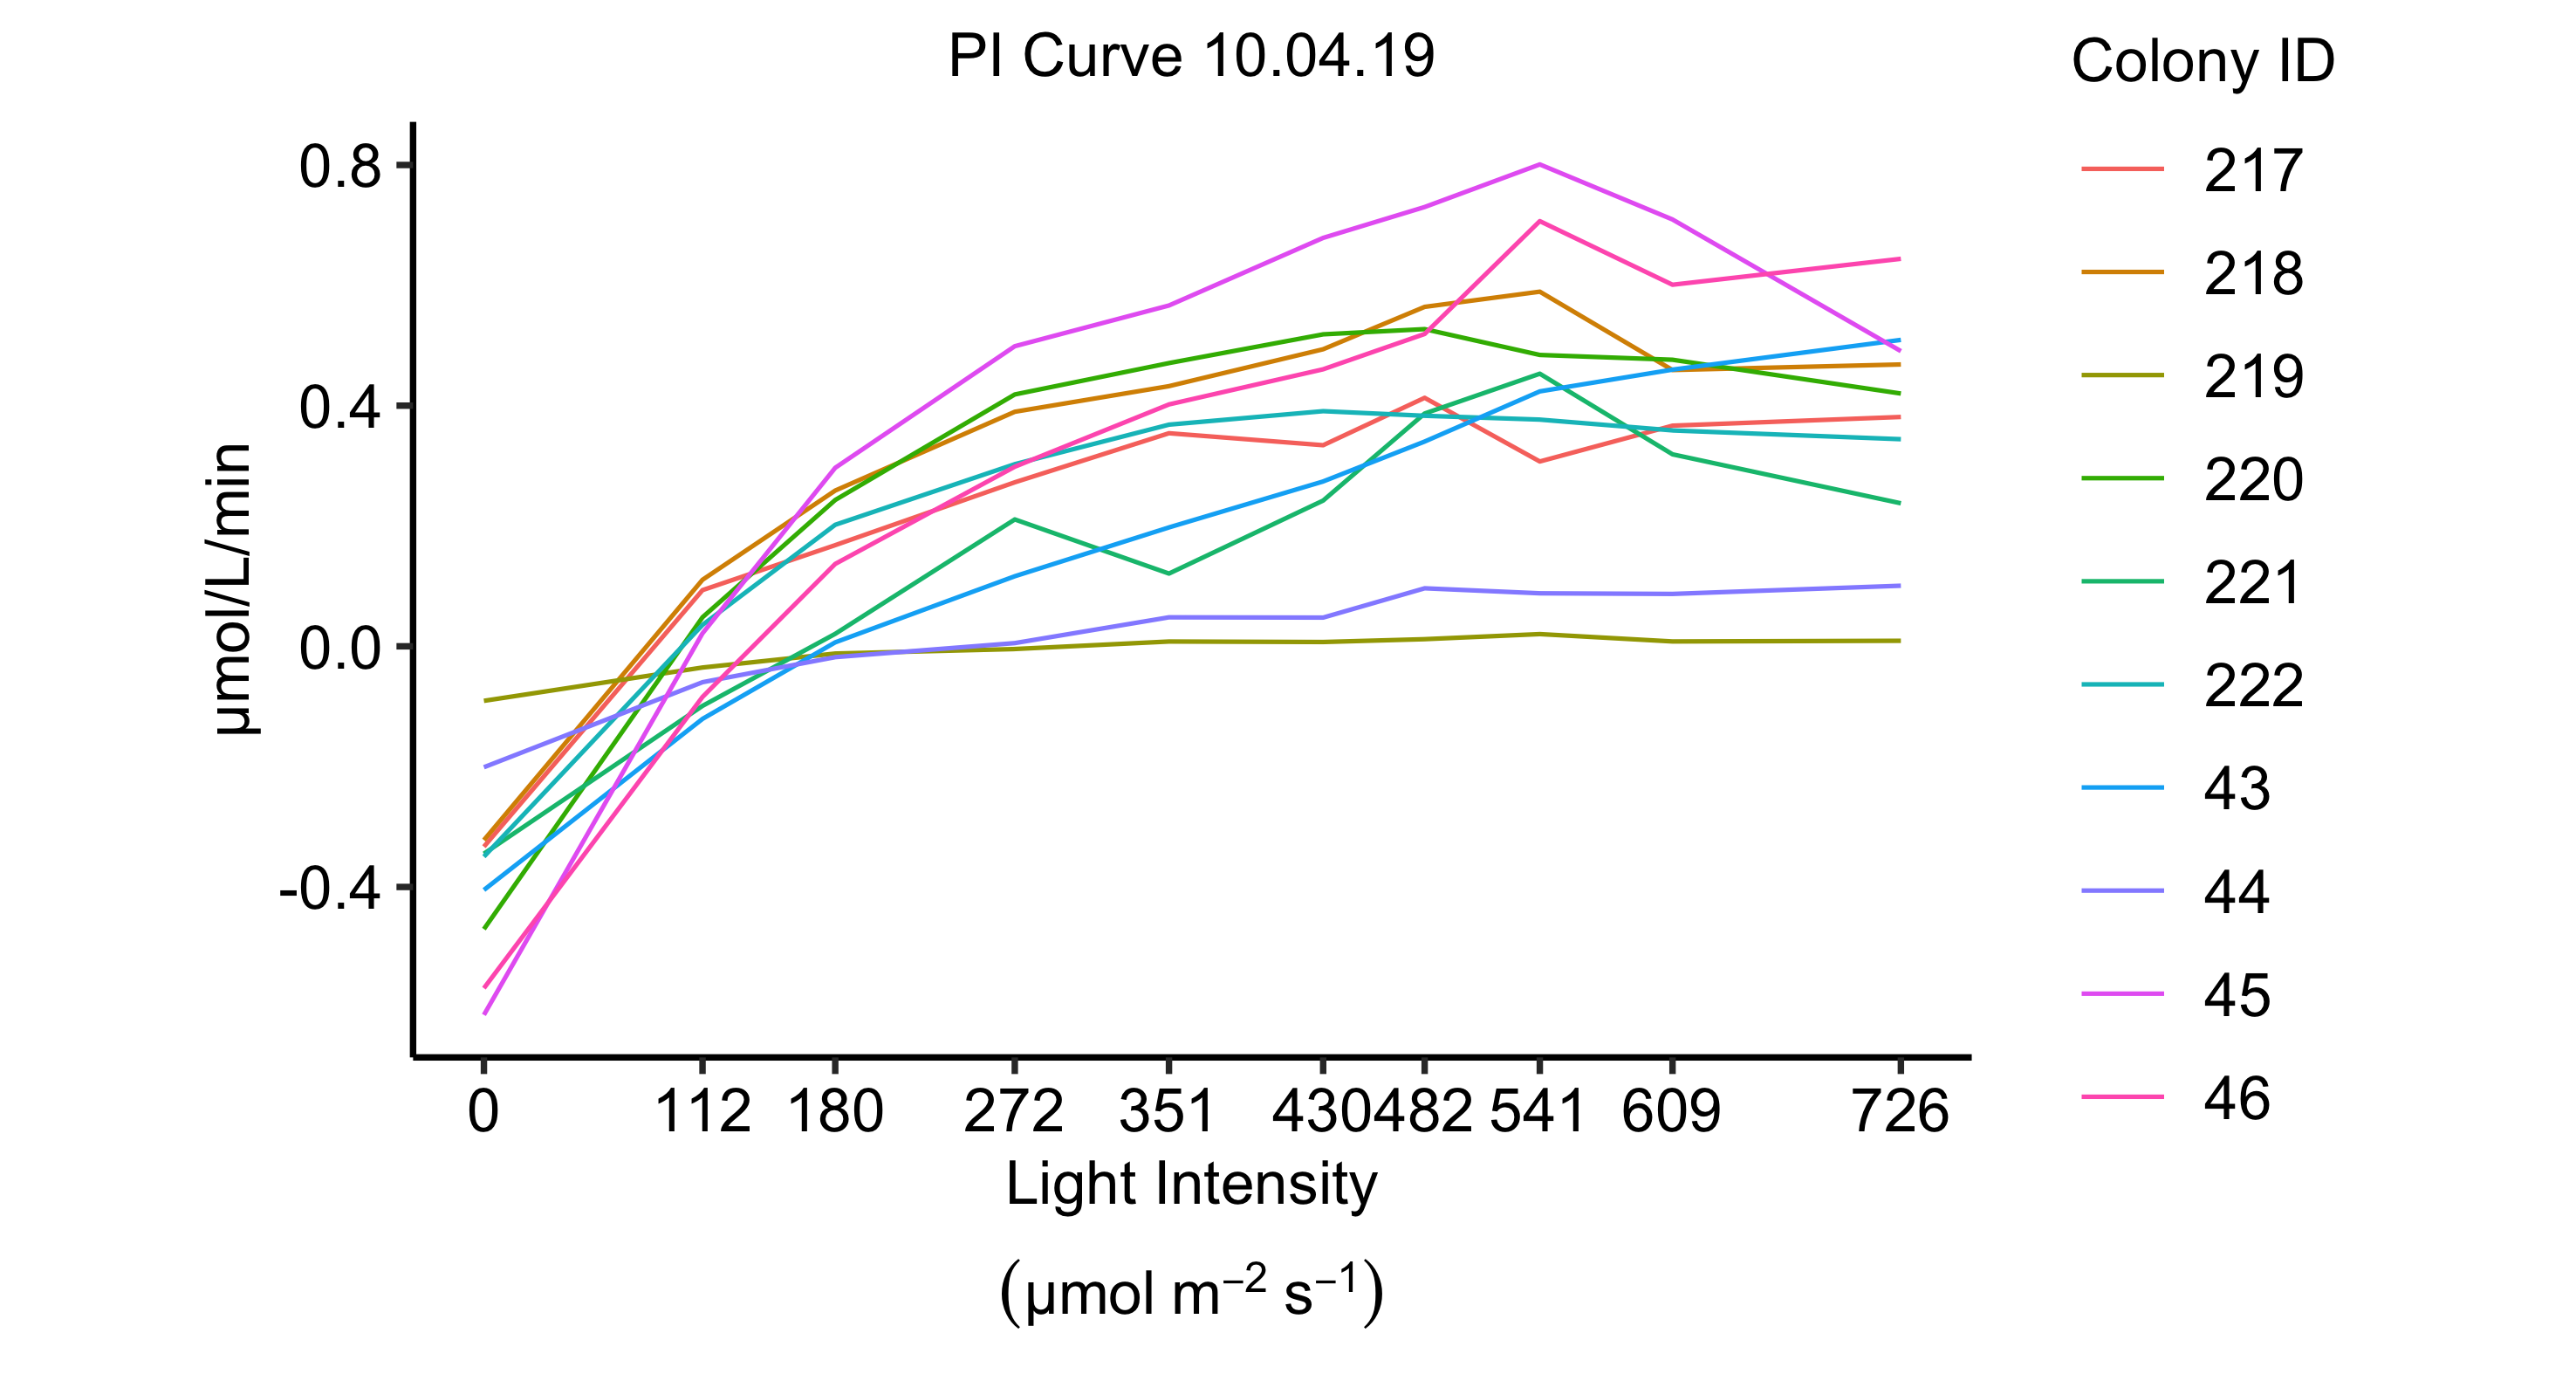 PI Curve 10.04.19
µmol/L/min
0.8
0.4
0.0
-0.4
0 112 180 272 351 430 482 541 609 726
Light Intensity
(µmol m⁻² s⁻¹)
Colony ID
217
218
219
220
221
222
43
44
45
46